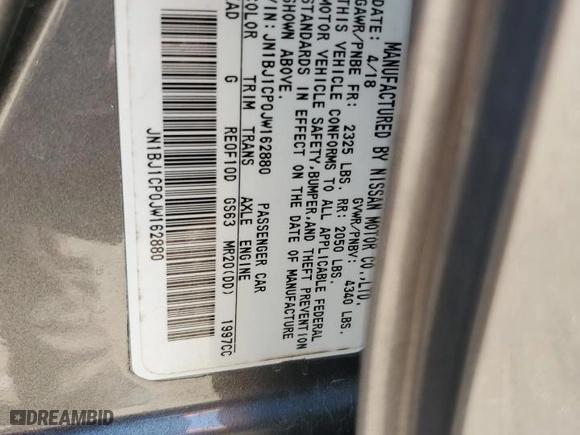 MANUFACTURED BY NISSAN MOTOR CO.,LTD.
DATE: 4/18 GVWR/PNBV: 4340 LBS.
GAWR/PNBE FR: 2325 LBS. RR: 2050 LBS.
THIS VEHICLE CONFORMS TO ALL APPLICABLE FEDERAL
MOTOR VEHICLE SAFETY,BUMPER,AND THEFT PREVENTION
STANDARDS IN EFFECT ON THE DATE OF MANUFACTURE
SHOWN ABOVE.
VIN: JN1BJ1CP0JW162880 PASSENGER CAR
COLOR TRIM TRANS AXLE ENGINE
KAD G RE0F10D GS63 MR20(DD) 1997CC
JN1BJ1CP0JW162880
DREAMBID